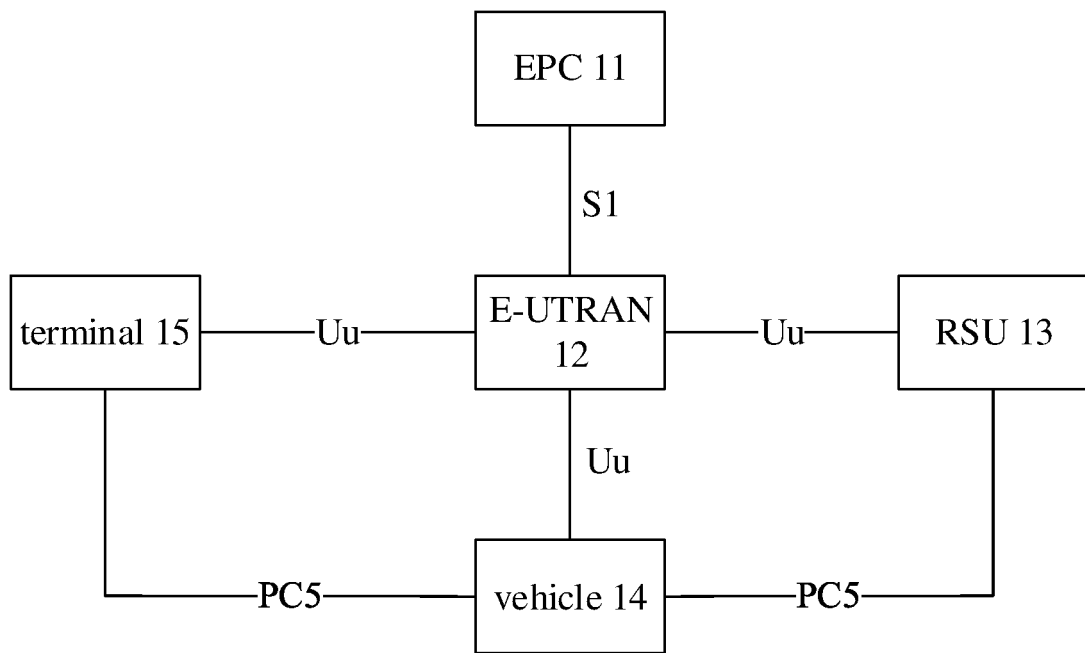 EPC 11
S1
terminal 15
Uu
E-UTRAN
12
Uu
RSU 13
Uu
PC5
vehicle 14
PC5